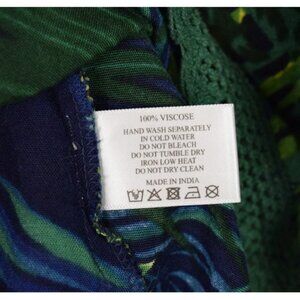 100% VISCOSE
HAND WASH SEPARATELY
IN COLD WATER
DO NOT BLEACH
DO NOT TUMBLE DRY
IRON LOW HEAT
DO NOT DRY CLEAN
MADE IN INDIA